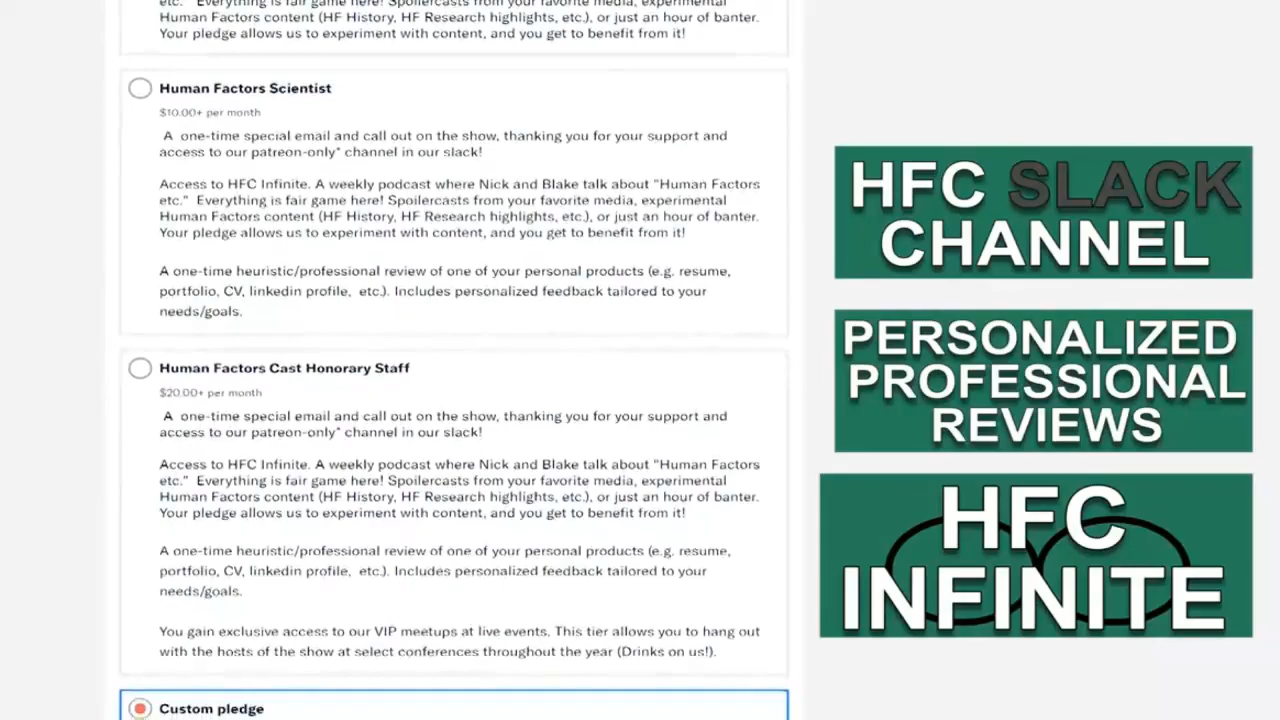 etc." Everything is fair game here! Spoilercasts from your favorite media, experimental
Human Factors content (HF History, HF Research highlights, etc.), or just an hour of banter.
Your pledge allows us to experiment with content, and you get to benefit from it!
Human Factors Scientist
$10.00+ per month
A one-time special email and call out on the show, thanking you for your support and
access to our patreon-only* channel in our slack!
Access to HFC Infinite. A weekly podcast where Nick and Blake talk about "Human Factors
etc." Everything is fair game here! Spoilercasts from your favorite media, experimental
Human Factors content (HF History, HF Research highlights, etc.), or just an hour of banter.
Your pledge allows us to experiment with content, and you get to benefit from it!
A one-time heuristic/professional review of one of your personal products (e.g. resume,
portfolio, CV, linkedin profile, etc.). Includes personalized feedback tailored to your
needs/goals.
Human Factors Cast Honorary Staff
$20.00+ per month
A one-time special email and call out on the show, thanking you for your support and
access to our patreon-only* channel in our slack!
Access to HFC Infinite. A weekly podcast where Nick and Blake talk about "Human Factors
etc." Everything is fair game here! Spoilercasts from your favorite media, experimental
Human Factors content (HF History, HF Research highlights, etc.), or just an hour of banter.
Your pledge allows us to experiment with content, and you get to benefit from it!
A one-time heuristic/professional review of one of your personal products (e.g. resume,
portfolio, CV, linkedin profile, etc.). Includes personalized feedback tailored to your
needs/goals.
You gain exclusive access to our VIP meetups at live events. This tier allows you to hang out
with the hosts of the show at select conferences throughout the year (Drinks on us!).
Custom pledge
HFC SLACK
CHANNEL
PERSONALIZED
PROFESSIONAL
REVIEWS
HFC
INFINITE